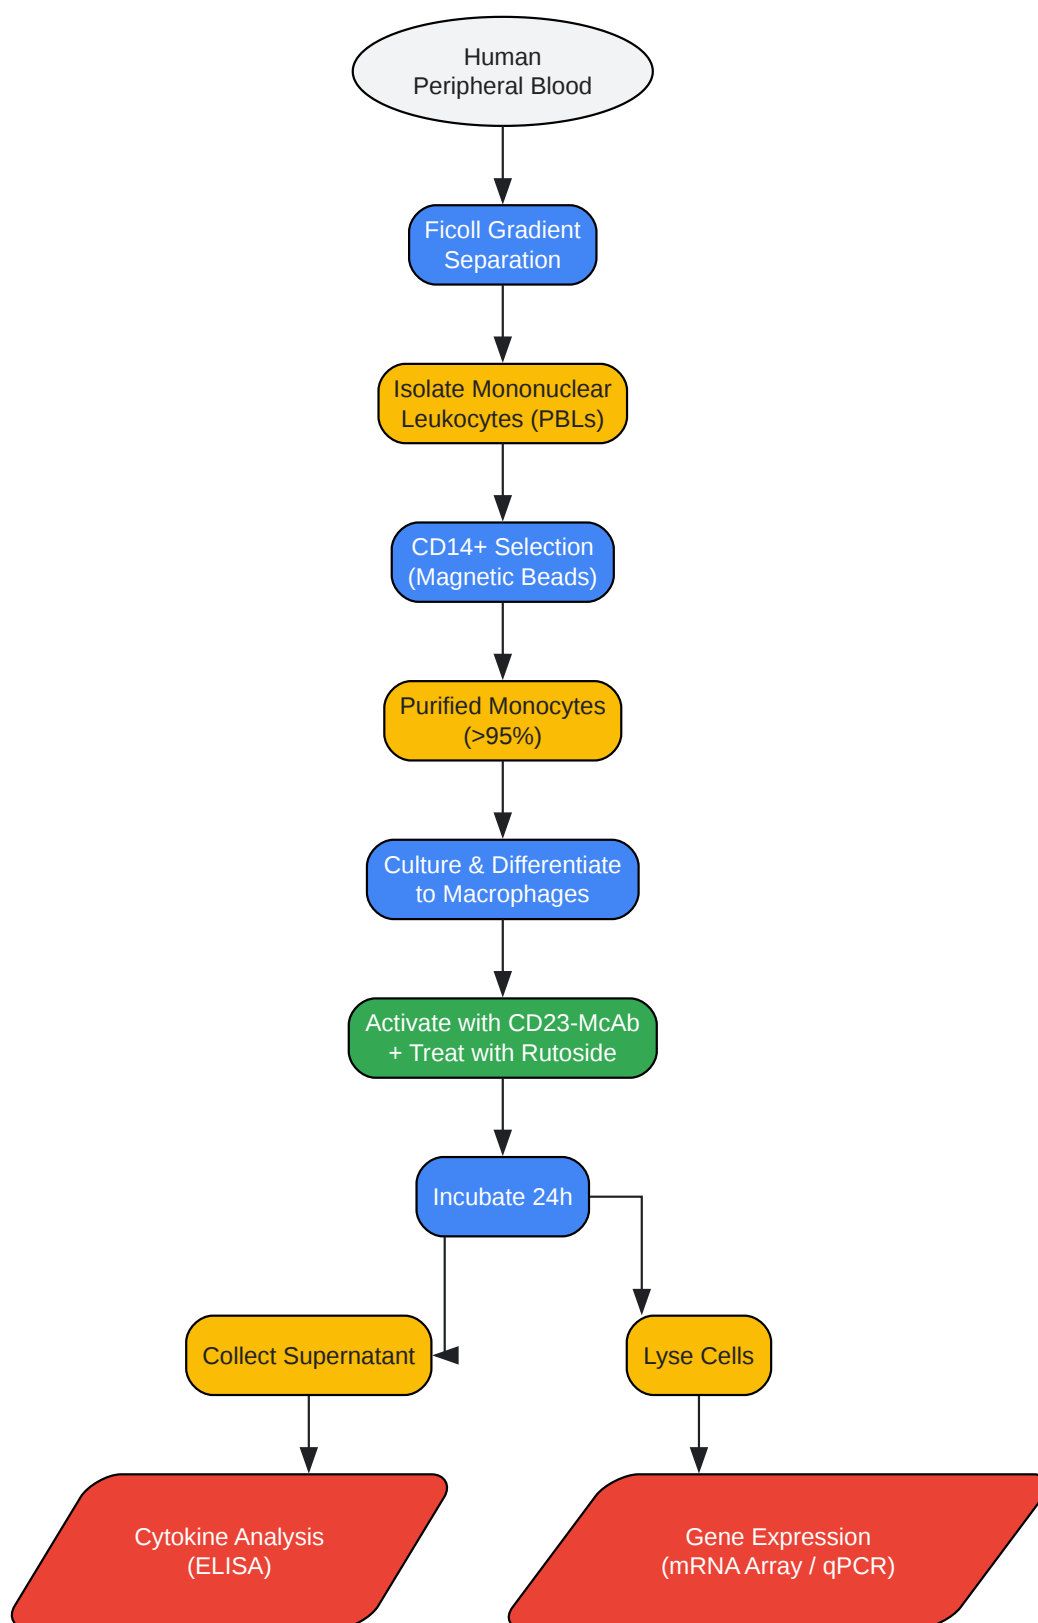 Human
Peripheral Blood
Ficoll Gradient
Separation
Isolate Mononuclear
Leukocytes (PBLs)
CD14+ Selection
(Magnetic Beads)
Purified Monocytes
(>95%)
Culture & Differentiate
to Macrophages
Activate with CD23-McAb
+ Treat with Rutoside
Incubate 24h
Collect Supernatant
Lyse Cells
Cytokine Analysis
(ELISA)
Gene Expression
(mRNA Array / qPCR)